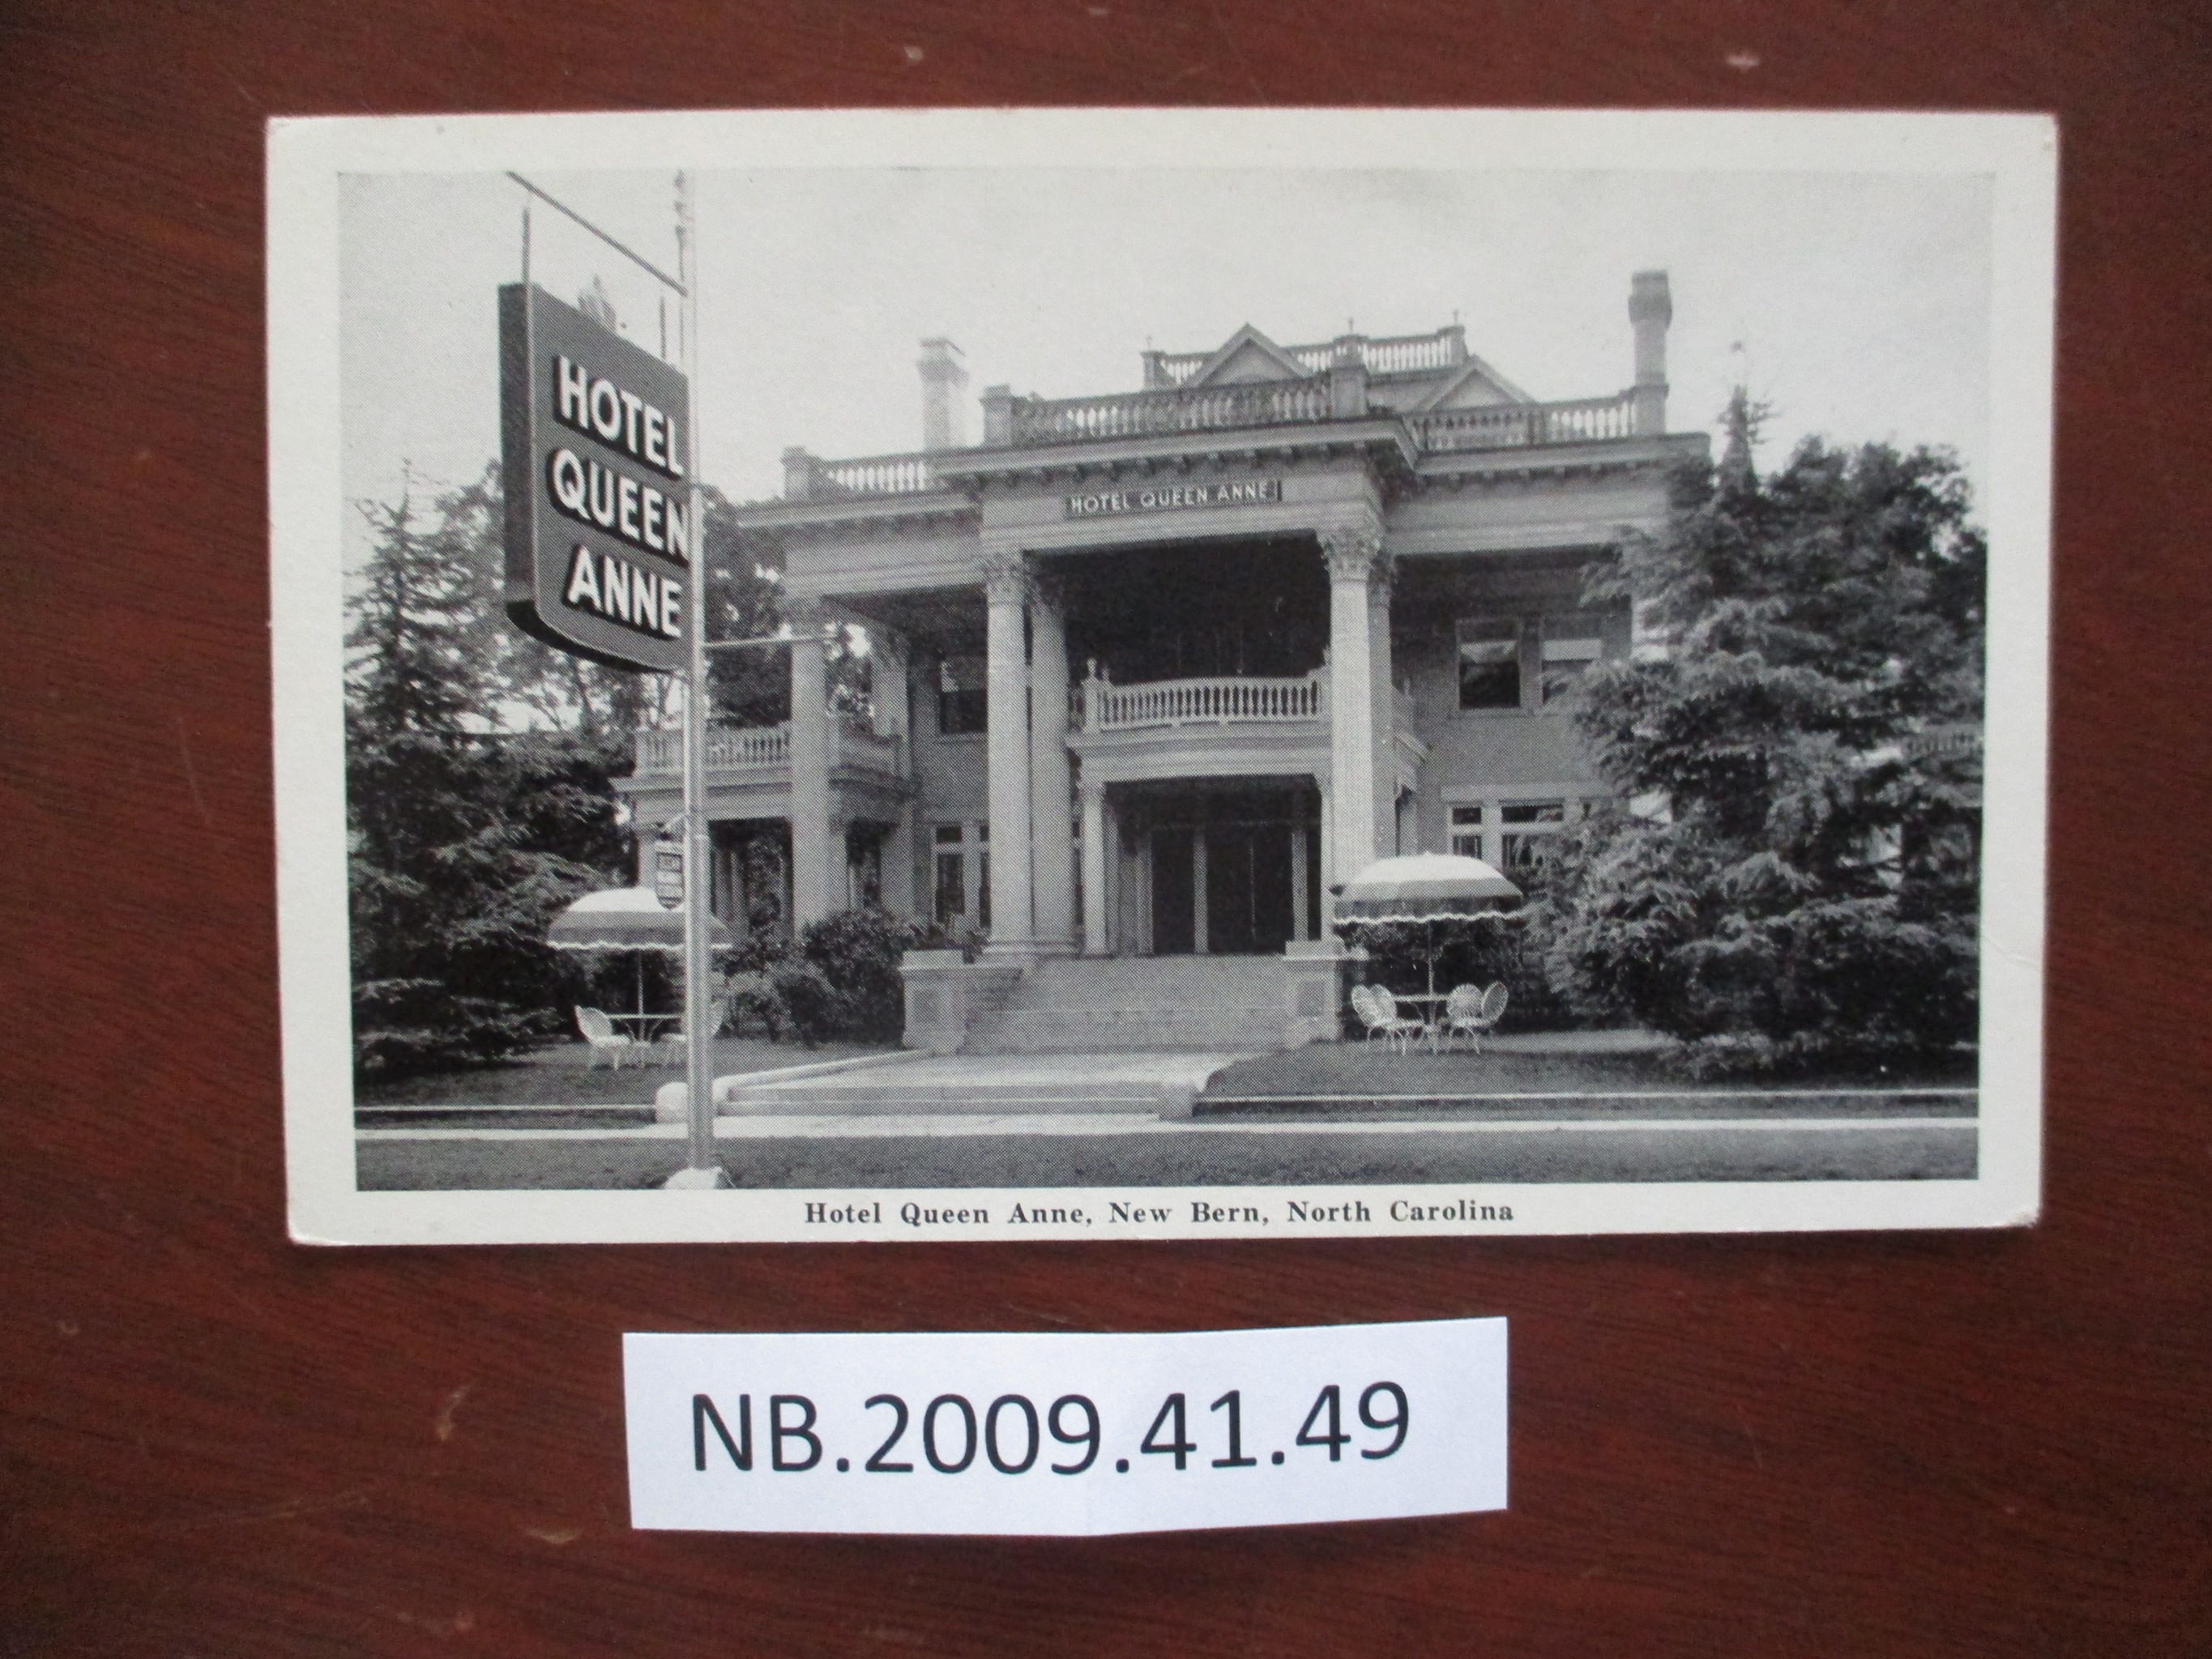 HOTEL
QUEEN
ANNE
HOTEL QUEEN ANNE
Hotel Queen Anne, New Bern, North Carolina
NB.2009.41.49